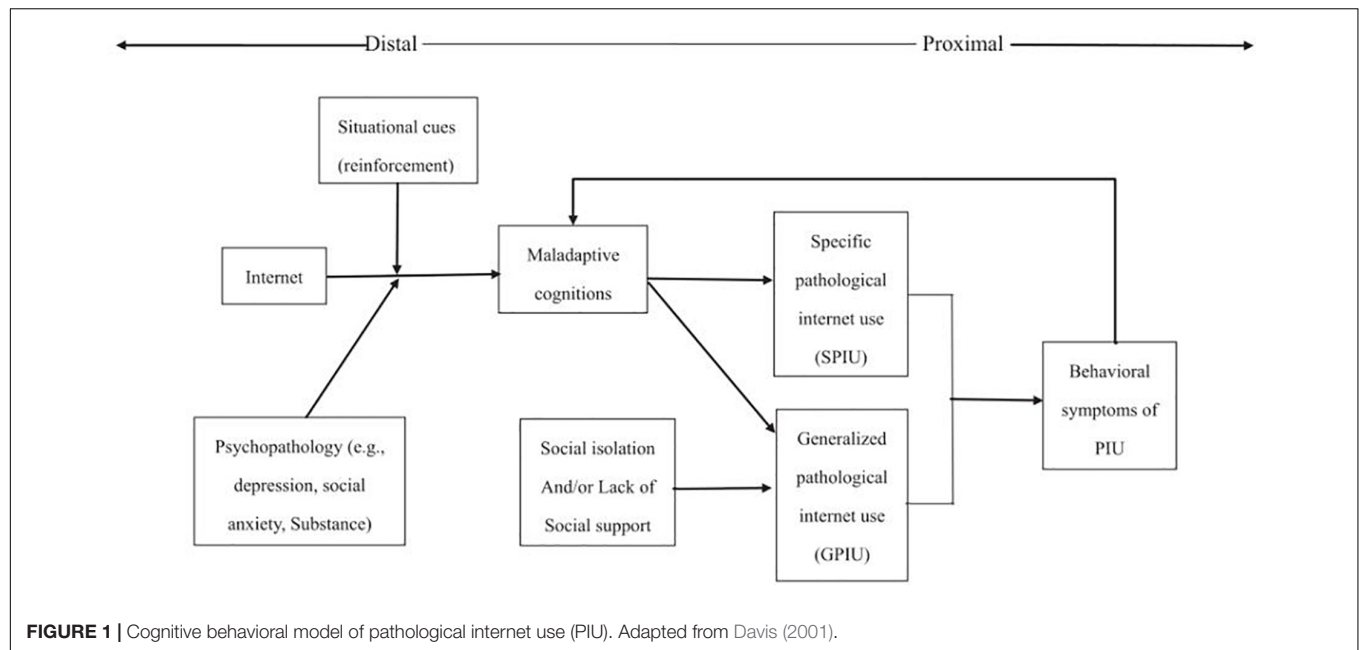 Distal
Proximal
Situational cues
(reinforcement)
Internet
Maladaptive
cognitions
Specific
pathological
internet use
(SPIU)
Psychopathology (e.g.,
depression, social
anxiety, Substance)
Social isolation
And/or Lack of
Social support
Generalized
pathological
internet use
(GPIU)
Behavioral
symptoms of
PIU
FIGURE 1 | Cognitive behavioral model of pathological internet use (PIU). Adapted from Davis (2001).